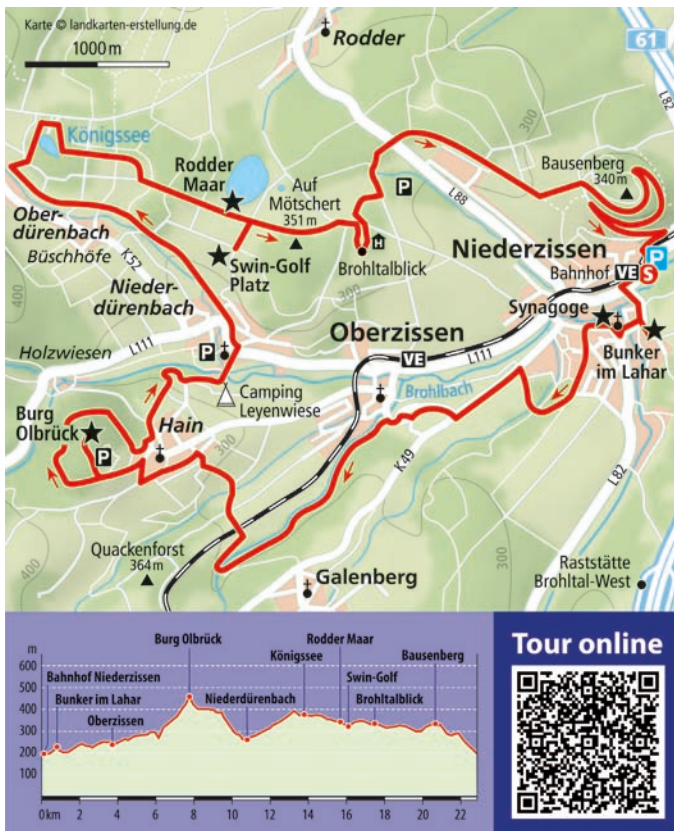 Karte © landkarten-erstellung.de
1000 m
Rodder
61
L82
Königssee
Rodder
Maar
Auf
Mötschert
351 m
300
P
L88
Bausenberg
340 m
H
Brohltalblick
Ober-
dürenbach
Büschhöfe
K52
Swin-Golf
Platz
Niederzissen
Bahnhof
VE
S
P
400
Nieder-
dürenbach
300
Synagoge
Bunker
im Lahar
Holzwiesen
L111
P
Oberzissen
VE
L111
Camping
Leyenwiese
Brohlbach
Burg
Olbrück
P
Hain
300
K49
L82
400
Quackenforst
364 m
Galenberg
300
Raststätte
Brohltal-West
m
600
500
400
300
200
100
Burg Olbrück
Rodder Maar
Königssee
Bausenberg
Bahnhof Niederzissen
Swin-Golf
Bunker im Lahar
Niederdürenbach
Brohltalblick
Oberzissen
0 km 2 4 6 8 10 12 14 16 18 20 22
Tour online